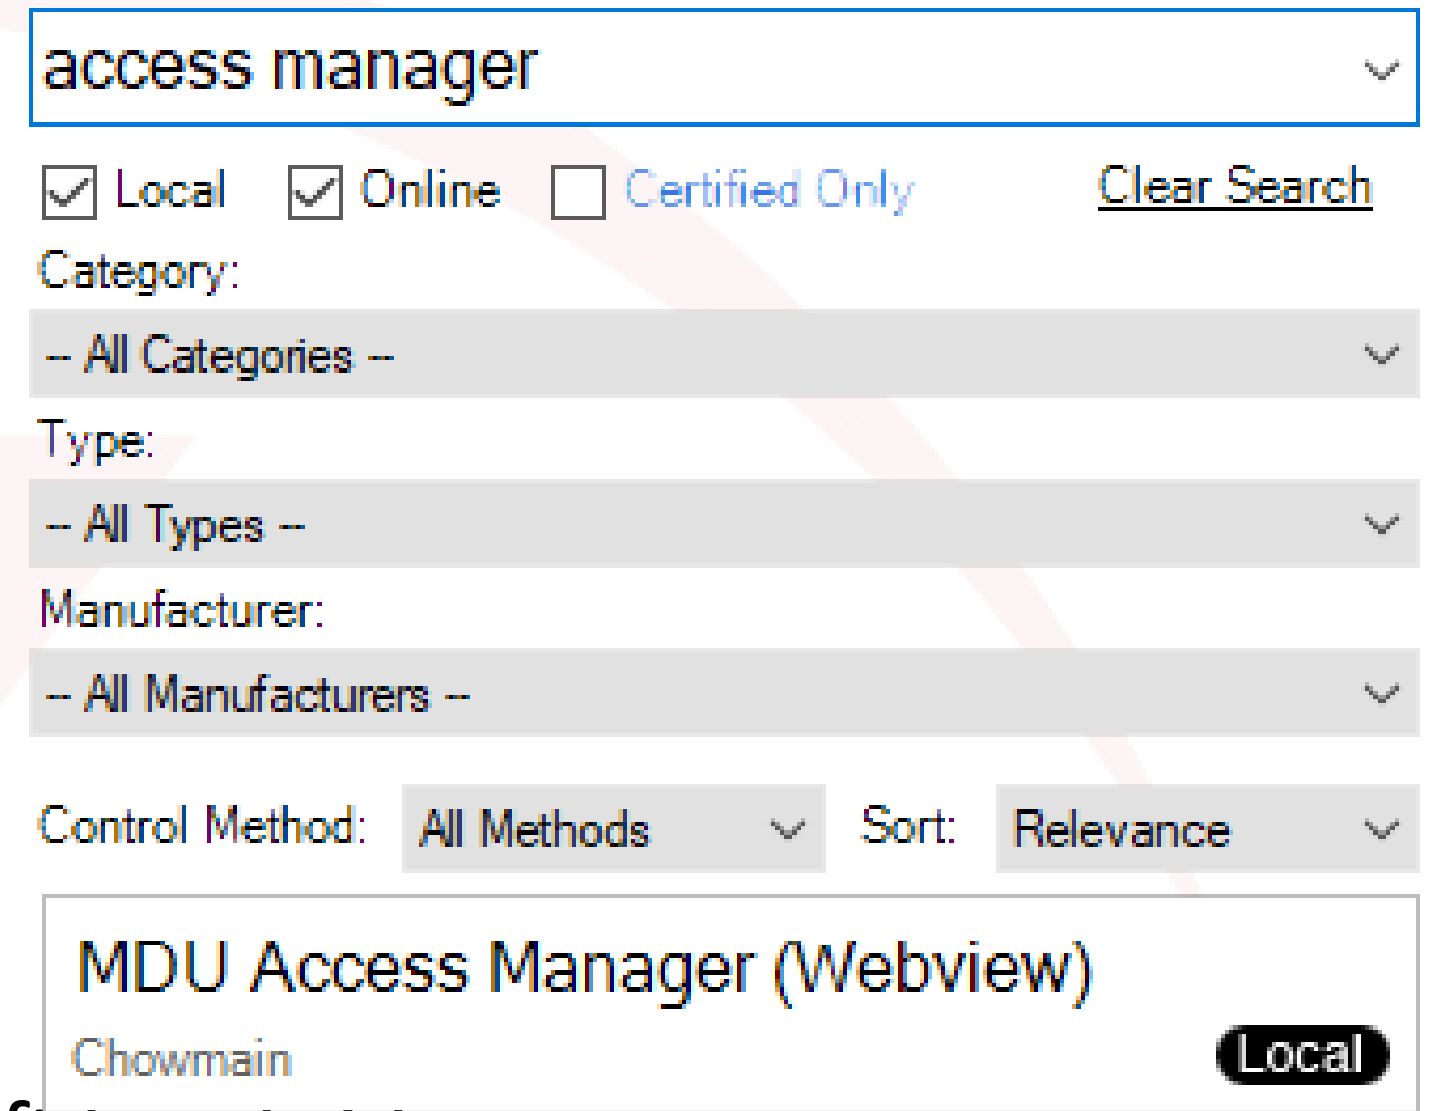 access manager
Local Online Certified Only Clear Search
Category:
-- All Categories --
Type:
-- All Types --
Manufacturer:
-- All Manufacturers --
Control Method: All Methods Sort: Relevance
MDU Access Manager (Webview)
Chowmain Local